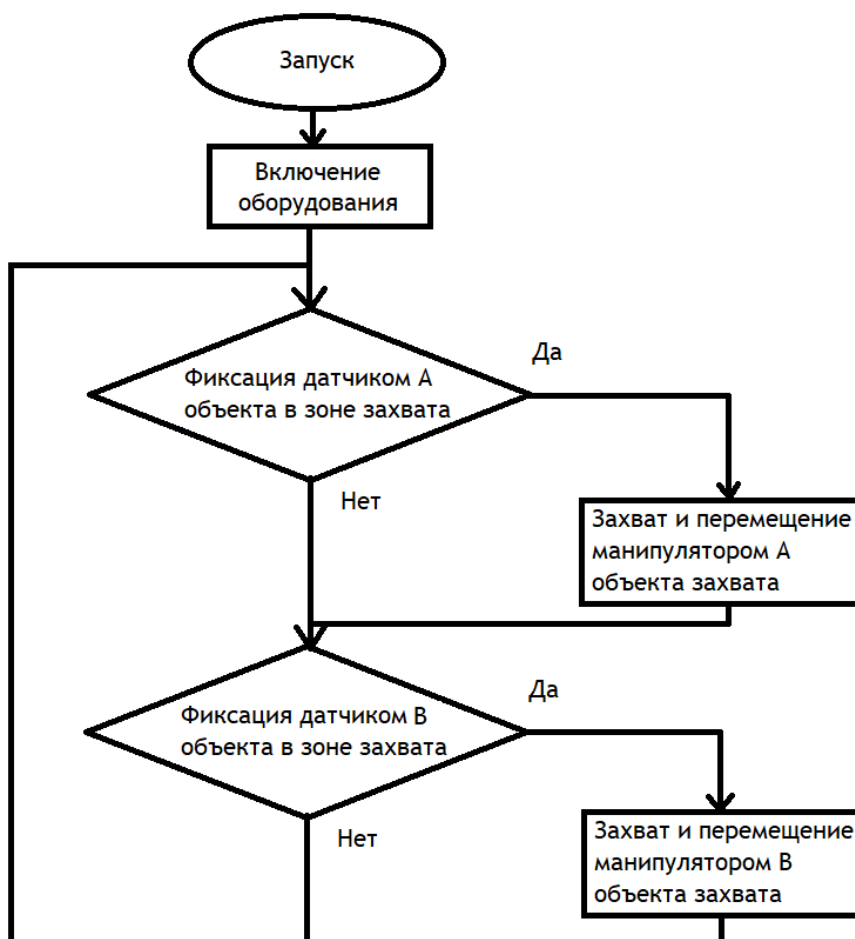 Запуск
Включение
оборудования
Фиксация датчиком A
объекта в зоне захвата
Да
Нет
Захват и перемещение
манипулятором A
объекта захвата
Фиксация датчиком B
объекта в зоне захвата
Да
Нет
Захват и перемещение
манипулятором B
объекта захвата